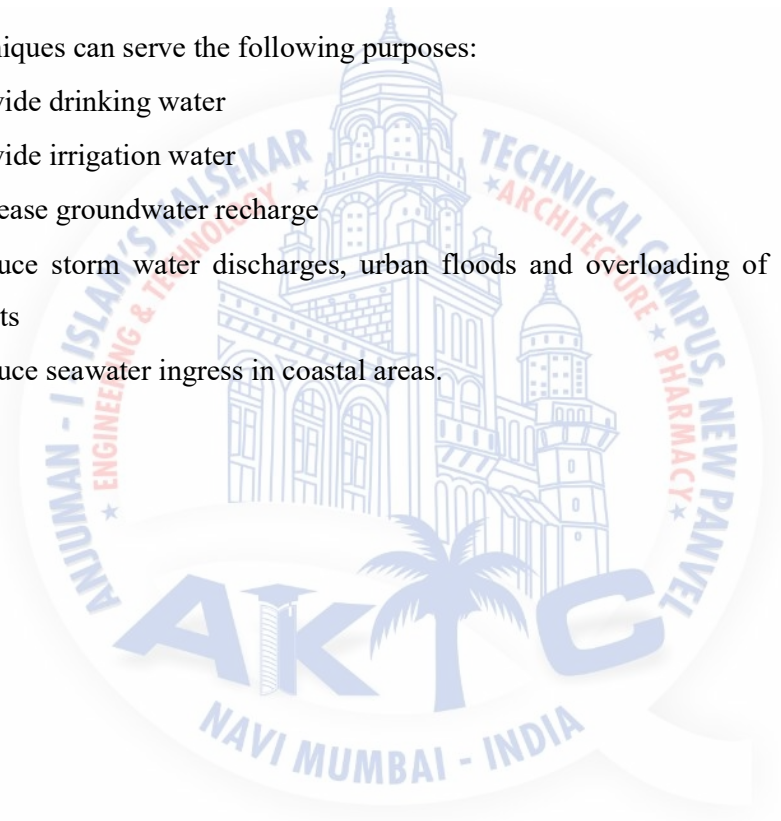 niques can serve the following purposes:
vide drinking water
vide irrigation water
ease groundwater recharge
uce storm water discharges, urban floods and overloading of
ts
uce seawater ingress in coastal areas.
ANJUMAN - I ISLAM'S KALSEKAR TECHNICAL CAMPUS, NEW PANVEL
★ ENGINEERING & TECHNOLOGY ★ ★ ARCHITECTURE ★ PHARMACY ★
AKTC
NAVI MUMBAI - INDIA